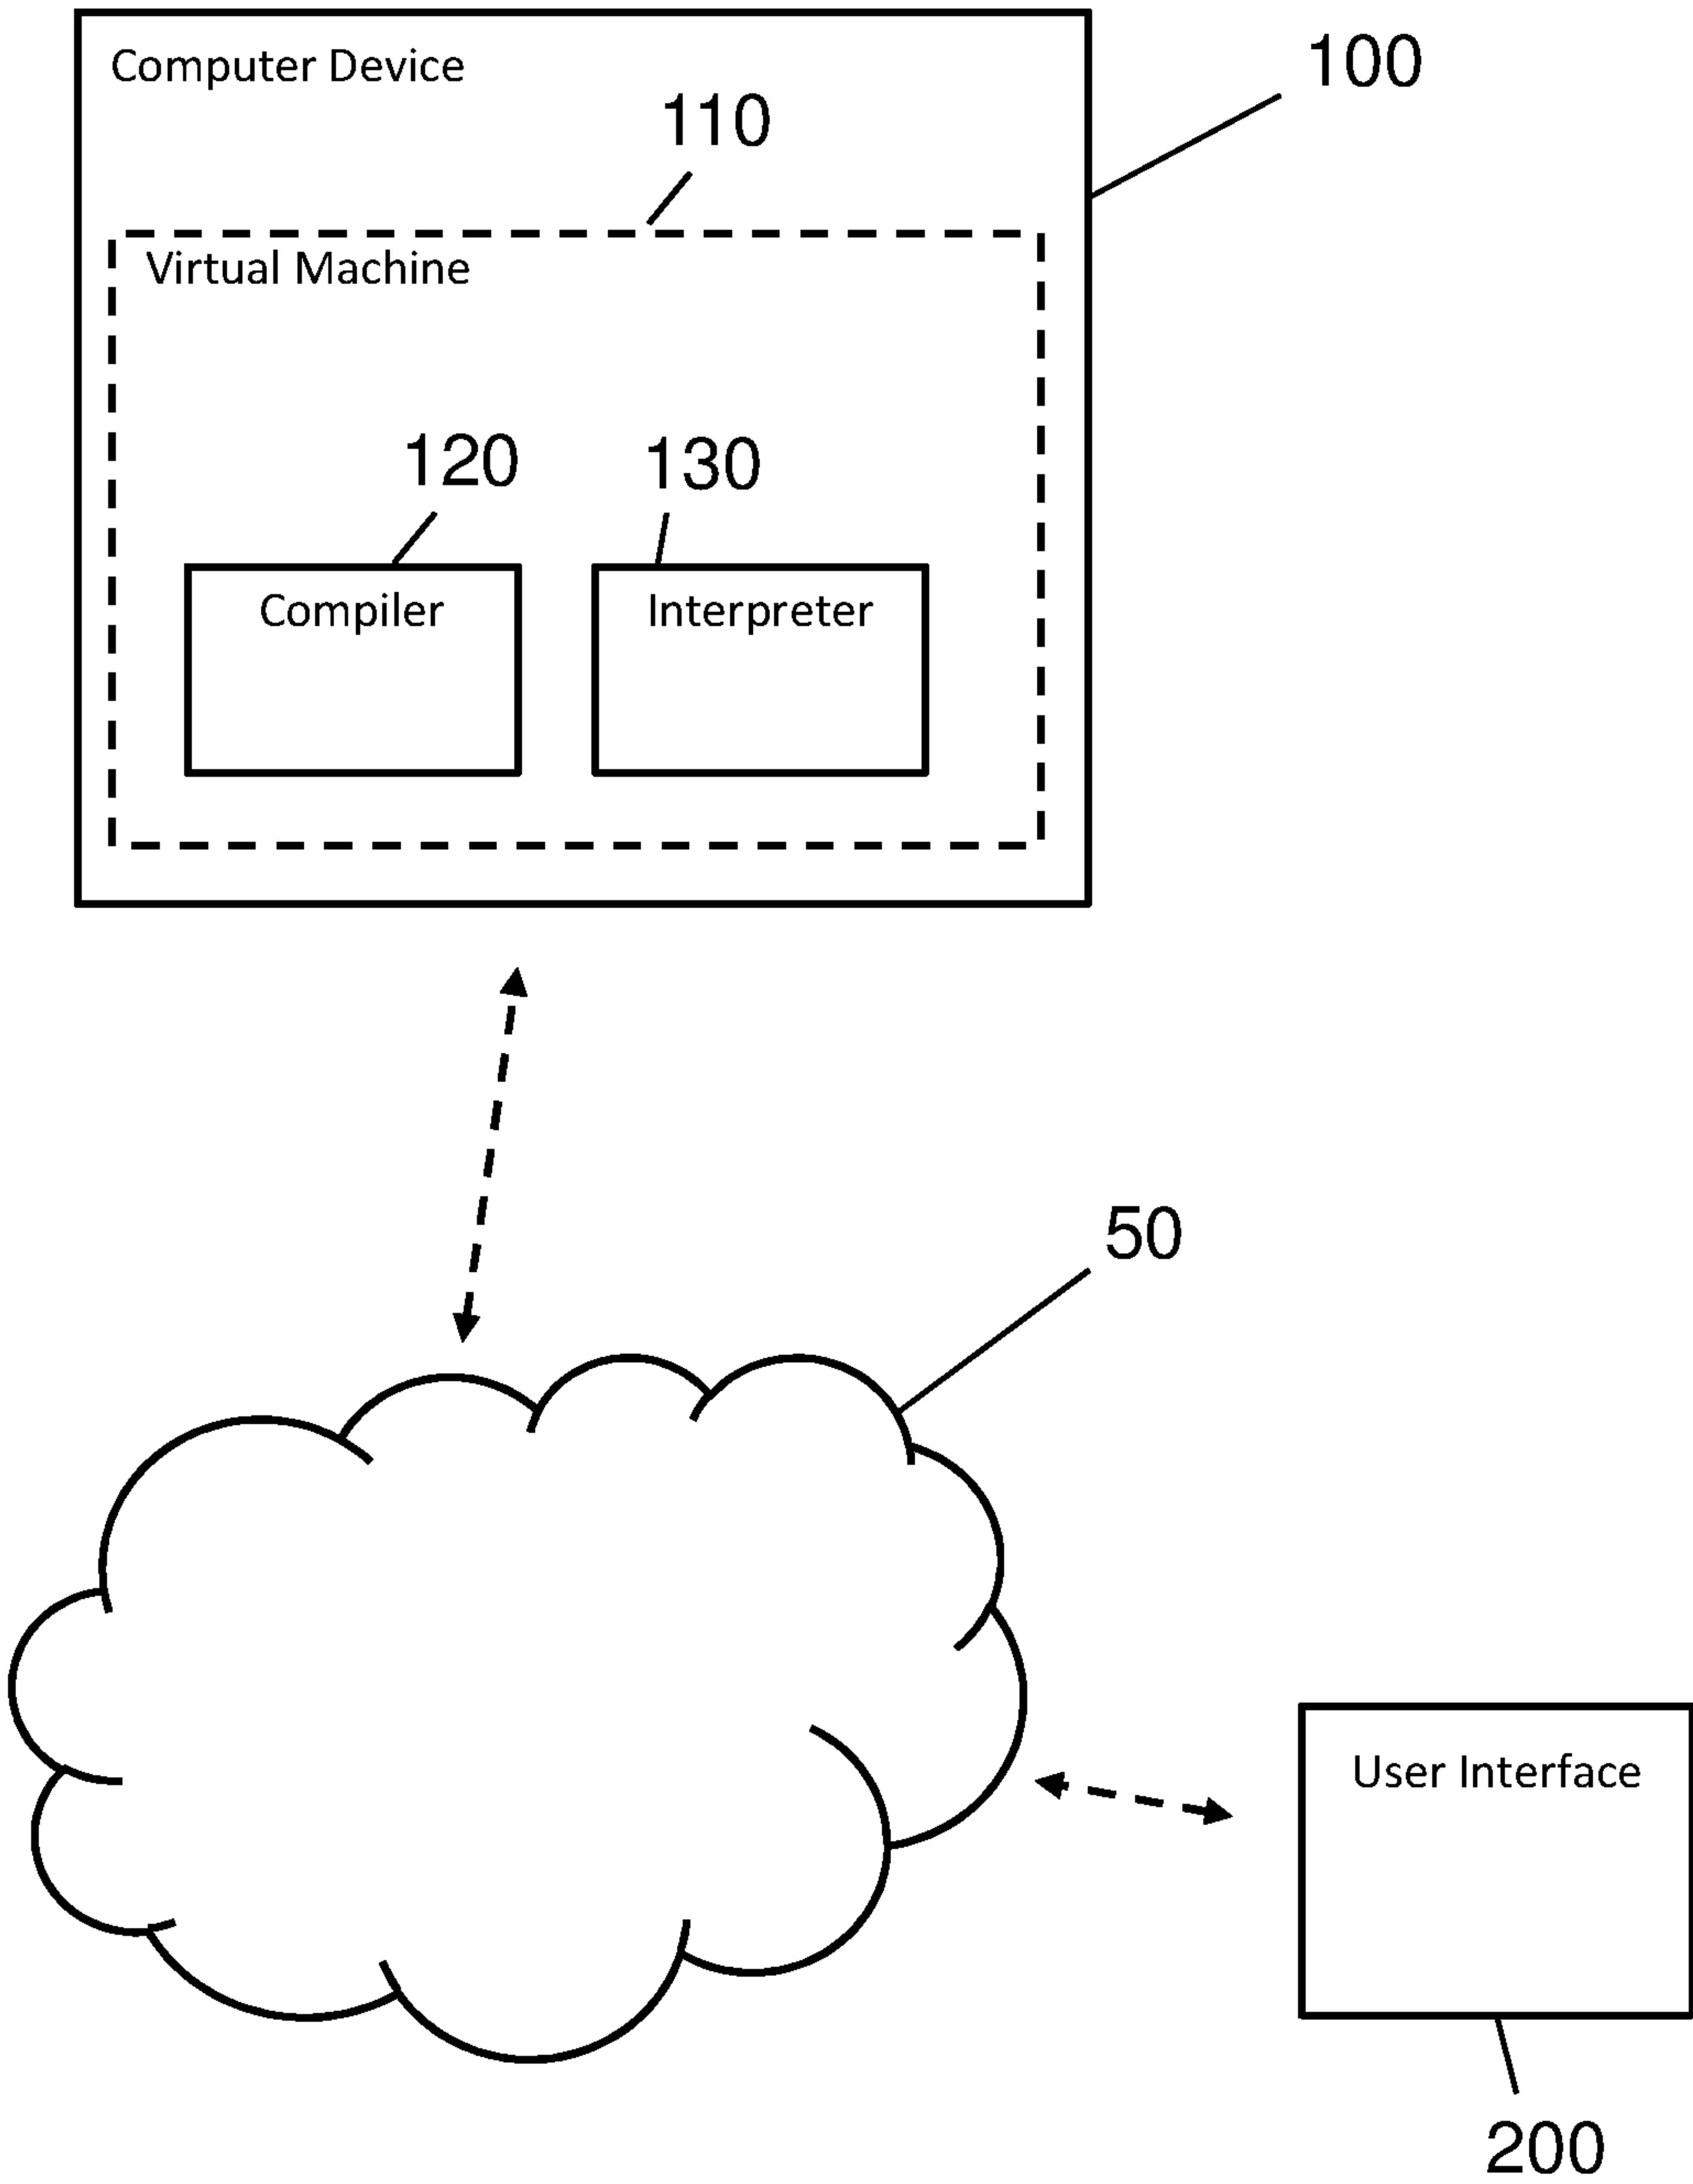 Computer Device
100
110
Virtual Machine
120
130
Compiler
Interpreter
50
User Interface
200